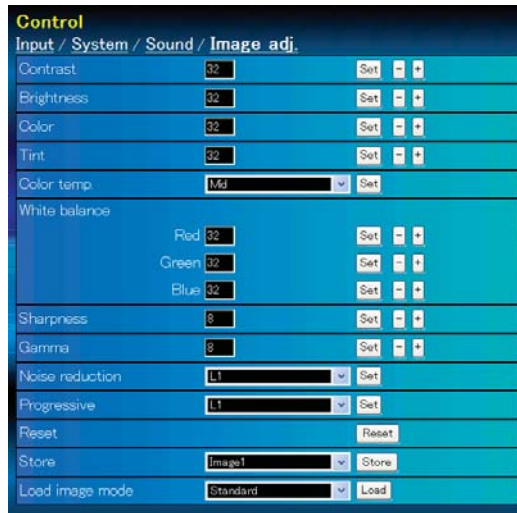 Control
Input / System / Sound / Image adj.
Contrast 32 Set - +
Brightness 32 Set - +
Color 32 Set - +
Tint 32 Set - +
Color temp. Mid Set
White balance
Red 32 Set - +
Green 32 Set - +
Blue 32 Set - +
Sharpness 8 Set - +
Gamma 8 Set - +
Noise reduction L1 Set
Progressive L1 Set
Reset Reset
Store Image1 Store
Load image mode Standard Load